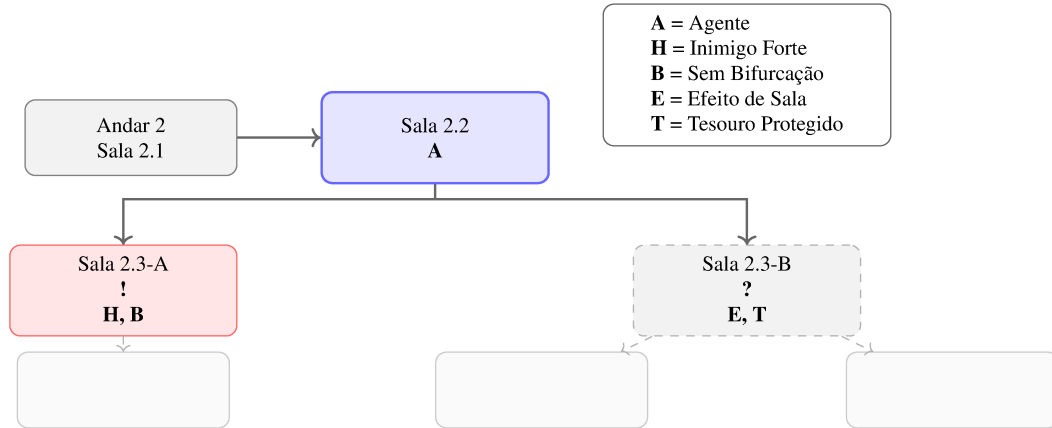 A = Agente
H = Inimigo Forte
B = Sem Bifurcação
E = Efeito de Sala
T = Tesouro Protegido
Andar 2
Sala 2.1
Sala 2.2
A
Sala 2.3-A
!
H, B
Sala 2.3-B
?
E, T